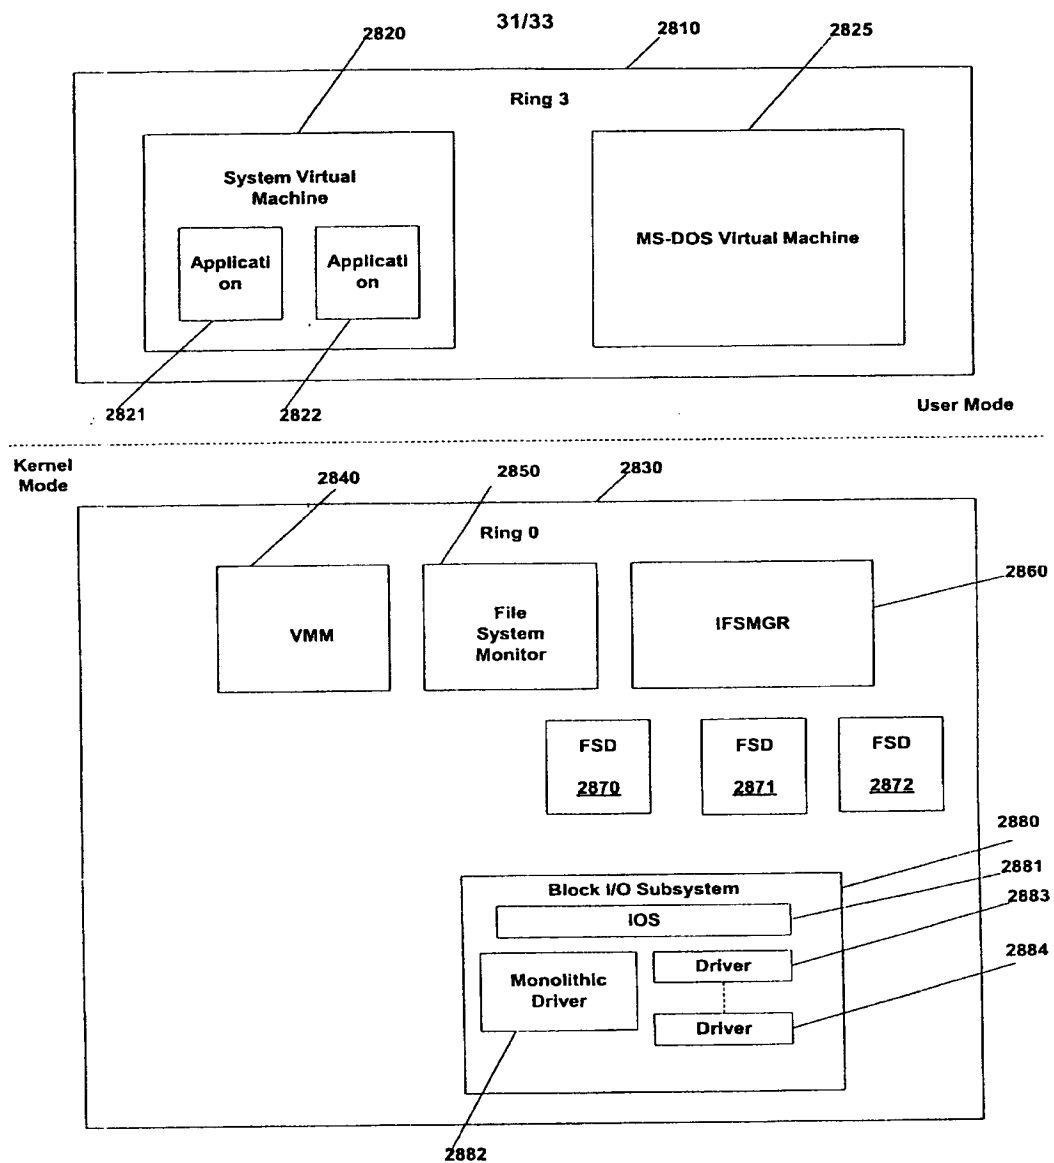 31/33
2820
2810
2825
Ring 3
System Virtual
Machine
Applicati
on
Applicati
on
MS-DOS Virtual Machine
2821
2822
User Mode
Kernel
Mode
2840
2850
2830
Ring 0
2860
VMM
File
System
Monitor
IFSMGR
FSD
2870
FSD
2871
FSD
2872
2880
2881
2883
2884
Block I/O Subsystem
IOS
Monolithic
Driver
Driver
Driver
2882